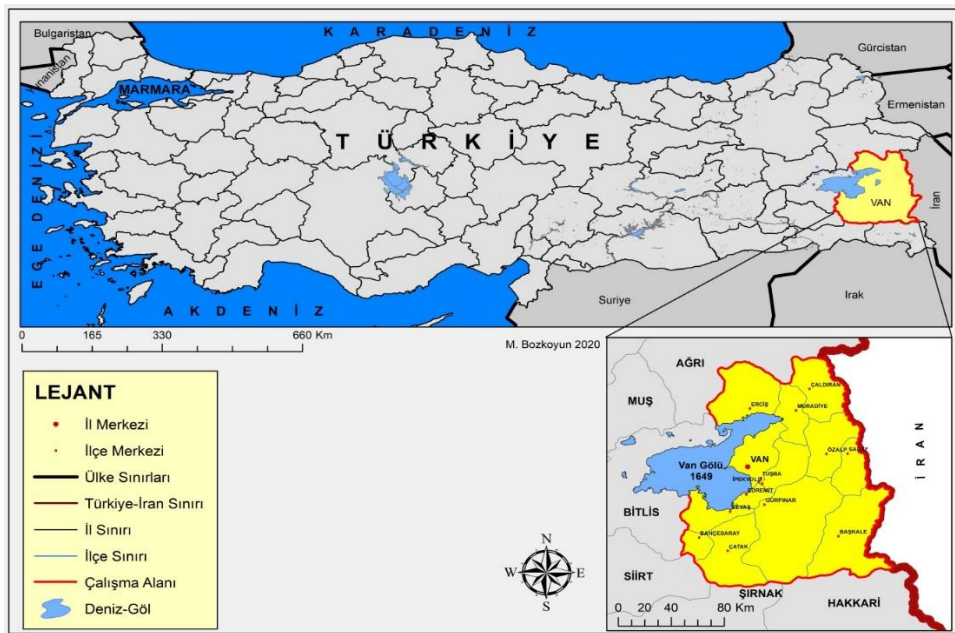 KARADENİZ
Bulgaristan
Gürcistan
Yunanistan
MARMARA
Ermenistan
TÜRKİYE
EGE DENİZİ
VAN
İran
AKDENİZ
Suriye
Irak
0 165 330 660 Km
M. Bozkoyun 2020
LEJANT
İl Merkezi
İlçe Merkezi
Ülke Sınırları
Türkiye-İran Sınırı
İl Sınırı
İlçe Sınırı
Çalışma Alanı
Deniz-Göl
N
W E
S
AĞRI
ÇALDIRAN
MUŞ
ERCİŞ
MURADİYE
İRAN
ÖZALP SARAY
Van Gölü
1649
VAN
TUŞBA
İPEKYOLU
EDREMİT
GÜRPINAR
GEVAŞ
BİTLİS
BAHÇESARAY
BAŞKALE
ÇATAK
SİİRT
ŞIRNAK
HAKKARİ
0 20 40 80 Km